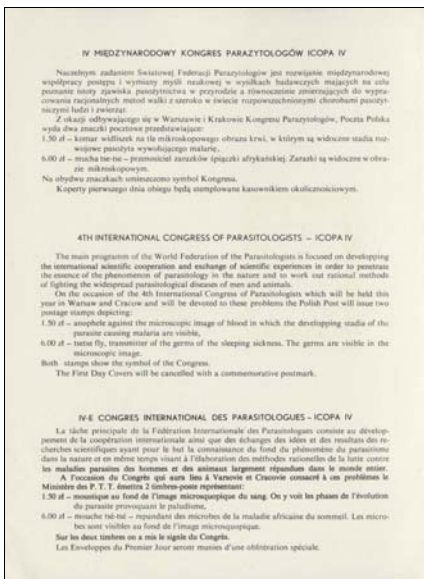 IV MIĘDZYNARODOWY KONGRES PARAZYTOLOGÓW ICOPA IV
Naczelnym zadaniem Światowej Federacji Parazytologów jest rozwijanie międzynarodowej
współpracy postępu i wymiany myśli naukowej w wysiłkach badawczych mających na celu
poznanie istoty zjawiska pasożytnictwa w przyrodzie a równocześnie zmierzających do wypra-
cowania racjonalnych metod walki z szeroko w świecie rozpowszechnionymi chorobami pasożyt-
niczymi ludzi i zwierząt.
Z okazji odbywającego się w Warszawie i Krakowie Kongresu Parazytologów, Poczta Polska
wyda dwa znaczki pocztowe przedstawiające:
1.50 zł – komar widliszek na tle mikroskopowego obrazu krwi, w którym są widoczne stadia roz-
wojowe pasożyta wywołującego malarię,
6.00 zł – mucha tse-tse – przenosiciel zarazków śpiączki afrykańskiej. Zarazki są widoczne w obra-
zie mikroskopowym.
Na obydwu znaczkach umieszczono symbol Kongresu.
Koperty pierwszego dnia obiegu będą stemplowane kasownikiem okolicznościowym.
4TH INTERNATIONAL CONGRESS OF PARASITOLOGISTS – ICOPA IV
The main programm of the World Federation of the Parasitologists is focused on developping
the international scientific cooperation and exchange of scientific experiences in order to penetrate
the essence of the phenomenon of parasitology in the nature and to work out rational methods
of fighting the widespread parasitological diseases of men and animals.
On the occasion of the 4th International Congress of Parasitologists which will be held this
year in Warsaw and Cracow and will be devoted to these problems the Polish Post will issue two
postage stamps depicting:
1.50 zł – anophele against the microscopic image of blood in which the developping stadia of the
parasite causing malaria are visible,
6.00 zł – tsetse fly, transmitter of the germs of the sleeping sickness. The germs are visible in the
microscopic image.
Both stamps show the symbol of the Congress.
The First Day Covers will be cancelled with a commemorative postmark.
IV-E CONGRES INTERNATIONAL DES PARASITOLOGUES – ICOPA IV
La tâche principale de la Fédération Internationale des Parasitologues consiste au dévelop-
pement de la coopération internationale ainsi que des échanges des idées et des resultats des re-
cherches scientifiques ayant pour le but la connaissance du fond du phénomène du parasitisme
dans la nature et en même temps visant à l'élaboration des méthodes rationelles de la lutte contre
les maladies parasites des hommes et des animaux largement répandues dans le monde entier.
A l'occasion du Congrés qui aura lieu à Varsovie et Cracovie consacré à ces problèmes le
Ministère des P. T. T. émettra 2 timbres-poste représentant:
1.50 zł – moustique au fond de l'image microsquopique du sang. On y voit les phases de l'évolution
du parasite provoquant le paludisme,
6.00 zł – mouche tsé-tsé – repandant des microbes de la maladie africaine du sommeil. Les micro-
bes sont visibles au fond de l'image microsquopique.
Sur les deux timbres on a mis le signle du Congrés.
Les Enveloppes du Premier Jour seront munies d'une oblitération spéciale.